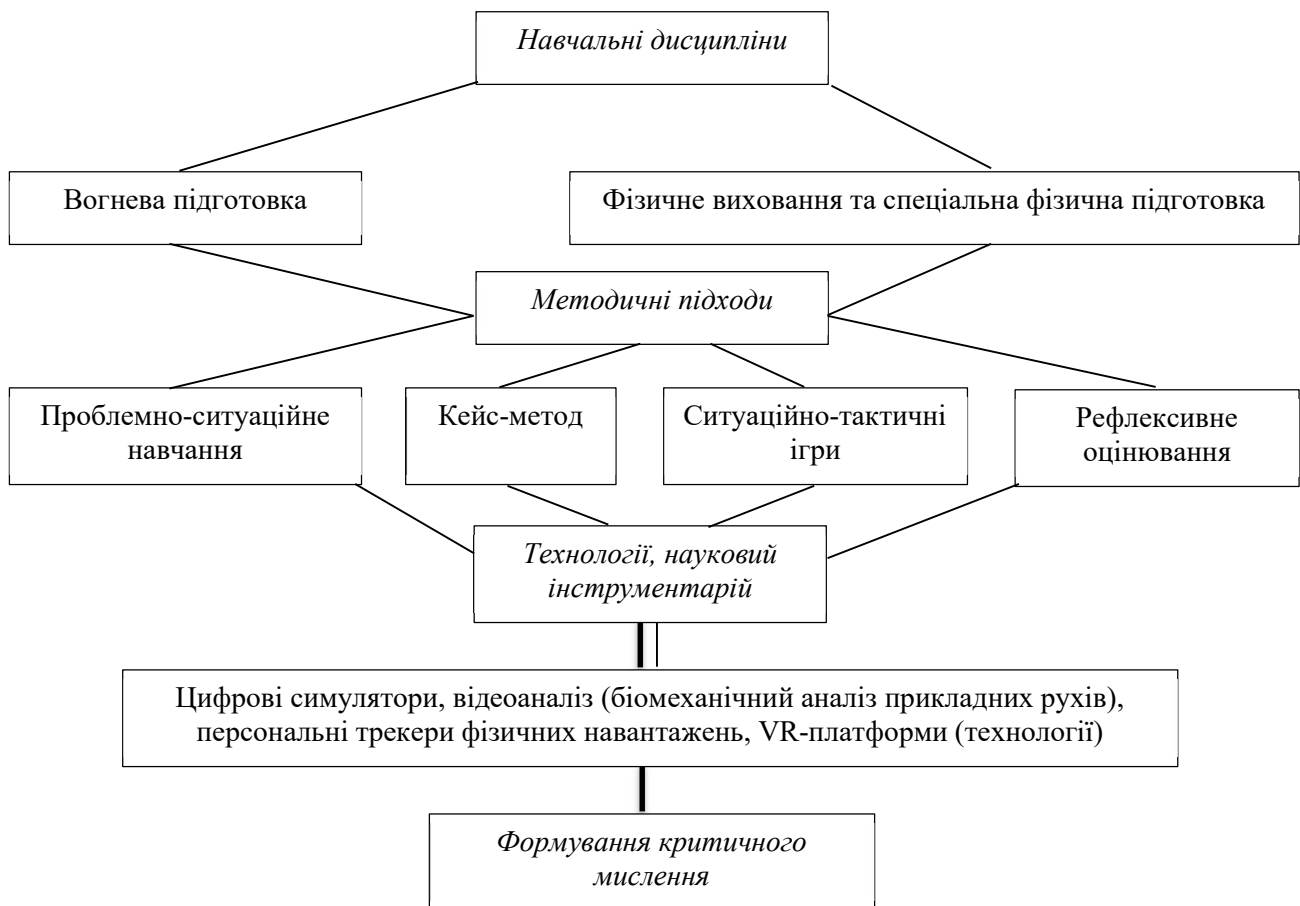 Навчальні дисципліни
Вогнева підготовка
Фізичне виховання та спеціальна фізична підготовка
Методичні підходи
Проблемно-ситуаційне
навчання
Кейс-метод
Ситуаційно-тактичні
ігри
Рефлексивне
оцінювання
Технології, науковий
інструментарій
Цифрові симулятори, відеоаналіз (біомеханічний аналіз прикладних рухів),
персональні трекери фізичних навантажень, VR-платформи (технології)
Формування критичного
мислення